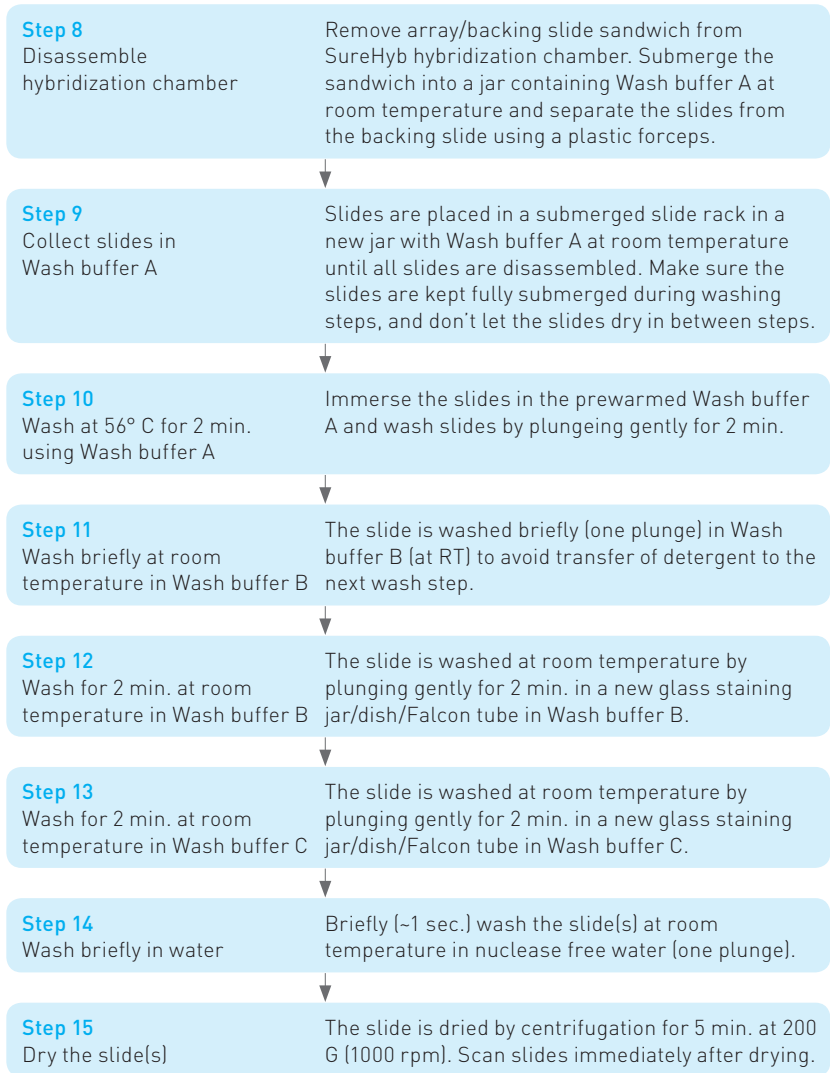 Step 8
Disassemble
hybridization chamber
Remove array/backing slide sandwich from
SureHyb hybridization chamber. Submerge the
sandwich into a jar containing Wash buffer A at
room temperature and separate the slides from
the backing slide using a plastic forceps.
Step 9
Collect slides in
Wash buffer A
Slides are placed in a submerged slide rack in a
new jar with Wash buffer A at room temperature
until all slides are disassembled. Make sure the
slides are kept fully submerged during washing
steps, and don't let the slides dry in between steps.
Step 10
Wash at 56° C for 2 min.
using Wash buffer A
Immerse the slides in the prewarmed Wash buffer
A and wash slides by plungeing gently for 2 min.
Step 11
Wash briefly at room
temperature in Wash buffer B
The slide is washed briefly (one plunge) in Wash
buffer B (at RT) to avoid transfer of detergent to the
next wash step.
Step 12
Wash for 2 min. at room
temperature in Wash buffer B
The slide is washed at room temperature by
plunging gently for 2 min. in a new glass staining
jar/dish/Falcon tube in Wash buffer B.
Step 13
Wash for 2 min. at room
temperature in Wash buffer C
The slide is washed at room temperature by
plunging gently for 2 min. in a new glass staining
jar/dish/Falcon tube in Wash buffer C.
Step 14
Wash briefly in water
Briefly (~1 sec.) wash the slide(s) at room
temperature in nuclease free water (one plunge).
Step 15
Dry the slide(s)
The slide is dried by centrifugation for 5 min. at 200
G (1000 rpm). Scan slides immediately after drying.